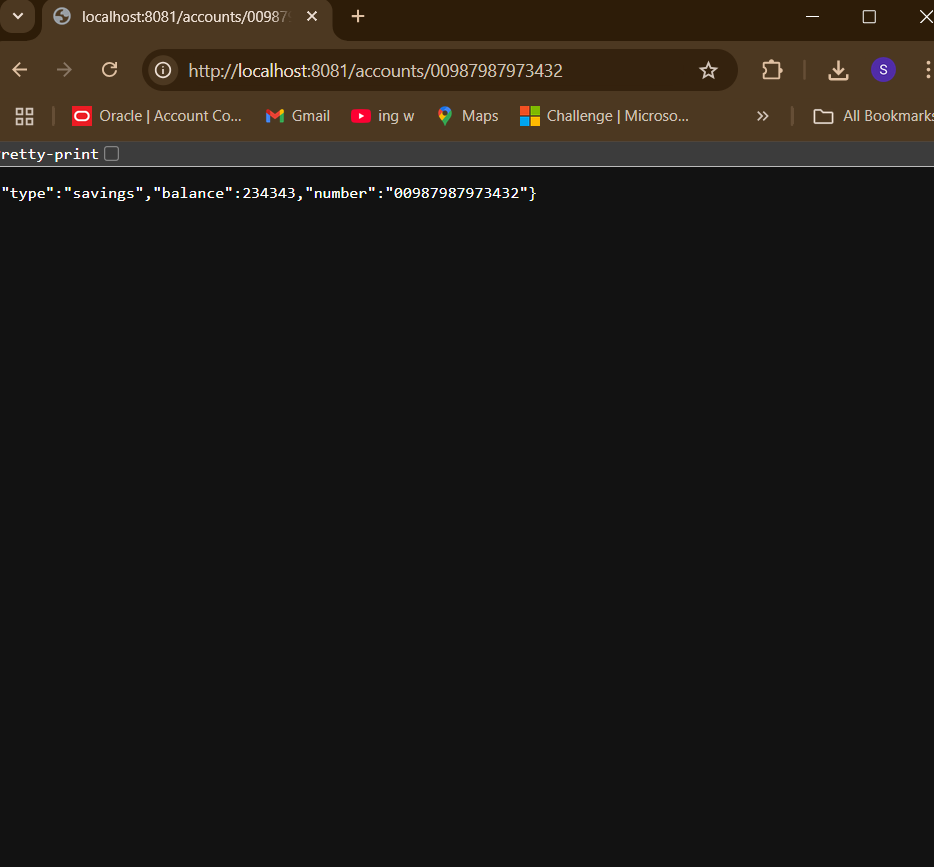 localhost:8081/accounts/00987
http://localhost:8081/accounts/00987987973432
S
Oracle | Account Co...
Gmail
ing w
Maps
Challenge | Microso...
»
All Bookmarks
retty-print
"type":"savings","balance":234343,"number":"00987987973432"}